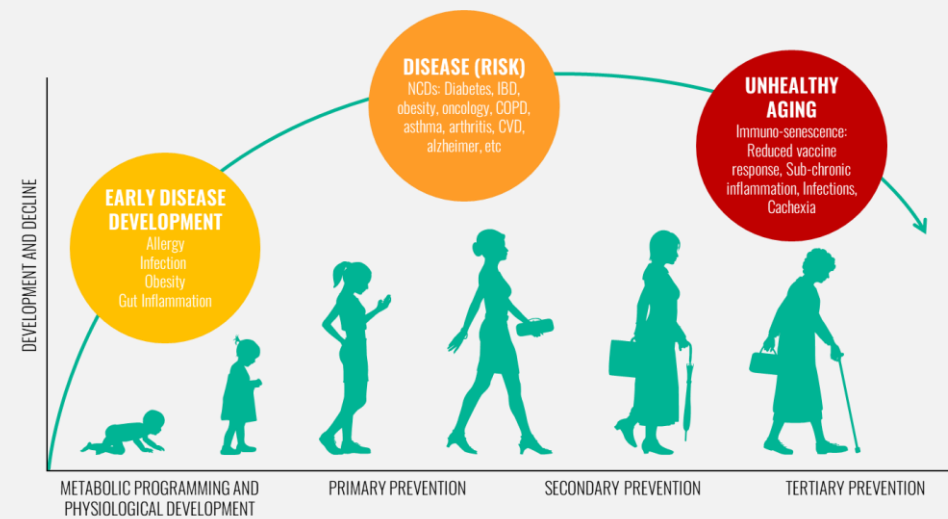 DISEASE (RISK)
NCDs: Diabetes, IBD,
obesity, oncology, COPD,
asthma, arthritis, CVD,
alzheimer, etc
UNHEALTHY
AGING
Immuno-senescence:
Reduced vaccine
response, Sub-chronic
inflammation, Infections,
Cachexia
EARLY DISEASE
DEVELOPMENT
Allergy
Infection
Obesity
Gut Inflammation
DEVELOPMENT AND DECLINE
METABOLIC PROGRAMMING AND
PHYSIOLOGICAL DEVELOPMENT
PRIMARY PREVENTION
SECONDARY PREVENTION
TERTIARY PREVENTION